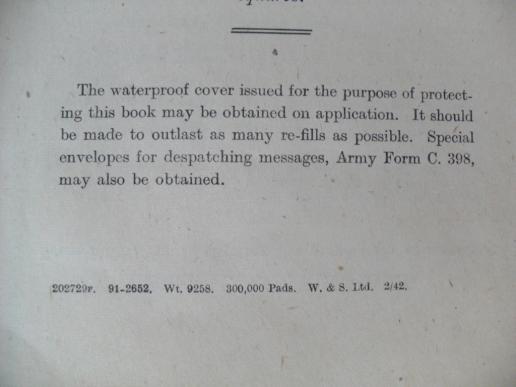 The waterproof cover issued for the purpose of protect-
ing this book may be obtained on application. It should
be made to outlast as many re-fills as possible. Special
envelopes for despatching messages, Army Form C. 398,
may also be obtained.
202729F. 91-2652. Wt. 9258. 300,000 Pads. W. & S. Ltd. 2/42.